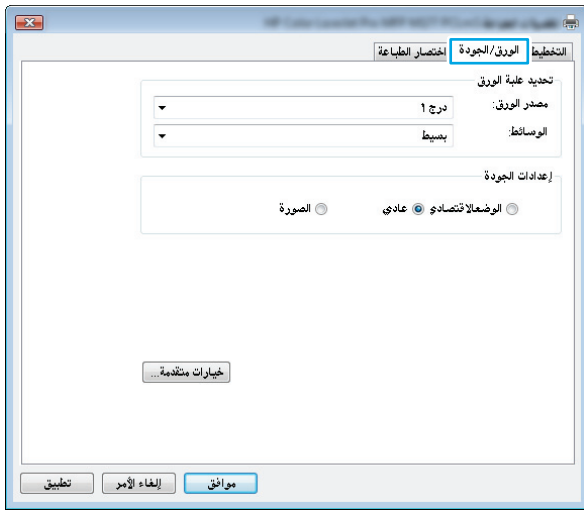 التخطيط الورق/الجودة اختصار الطباعة
تحديد علبة الورق
مصدر الورق: درج 1
الوسائط: بسيط
إعدادات الجودة
الوضعالاقتصادي عادي الصورة
خيارات متقدمة...
موافق إلغاء الأمر تطبيق